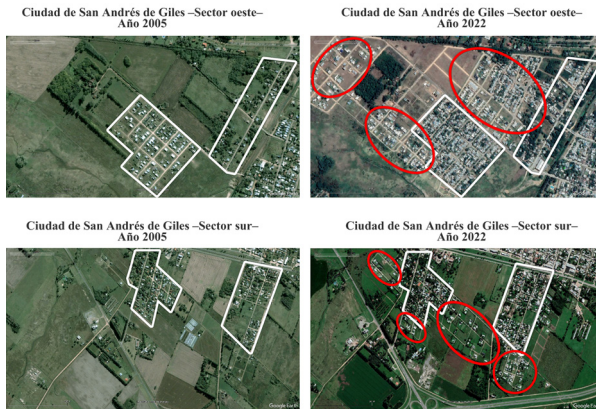 Ciudad de San Andrés de Giles –Sector oeste–
Año 2005
Ciudad de San Andrés de Giles –Sector oeste–
Año 2022
Ciudad de San Andrés de Giles –Sector sur–
Año 2005
Ciudad de San Andrés de Giles –Sector sur–
Año 2022
Google Earth